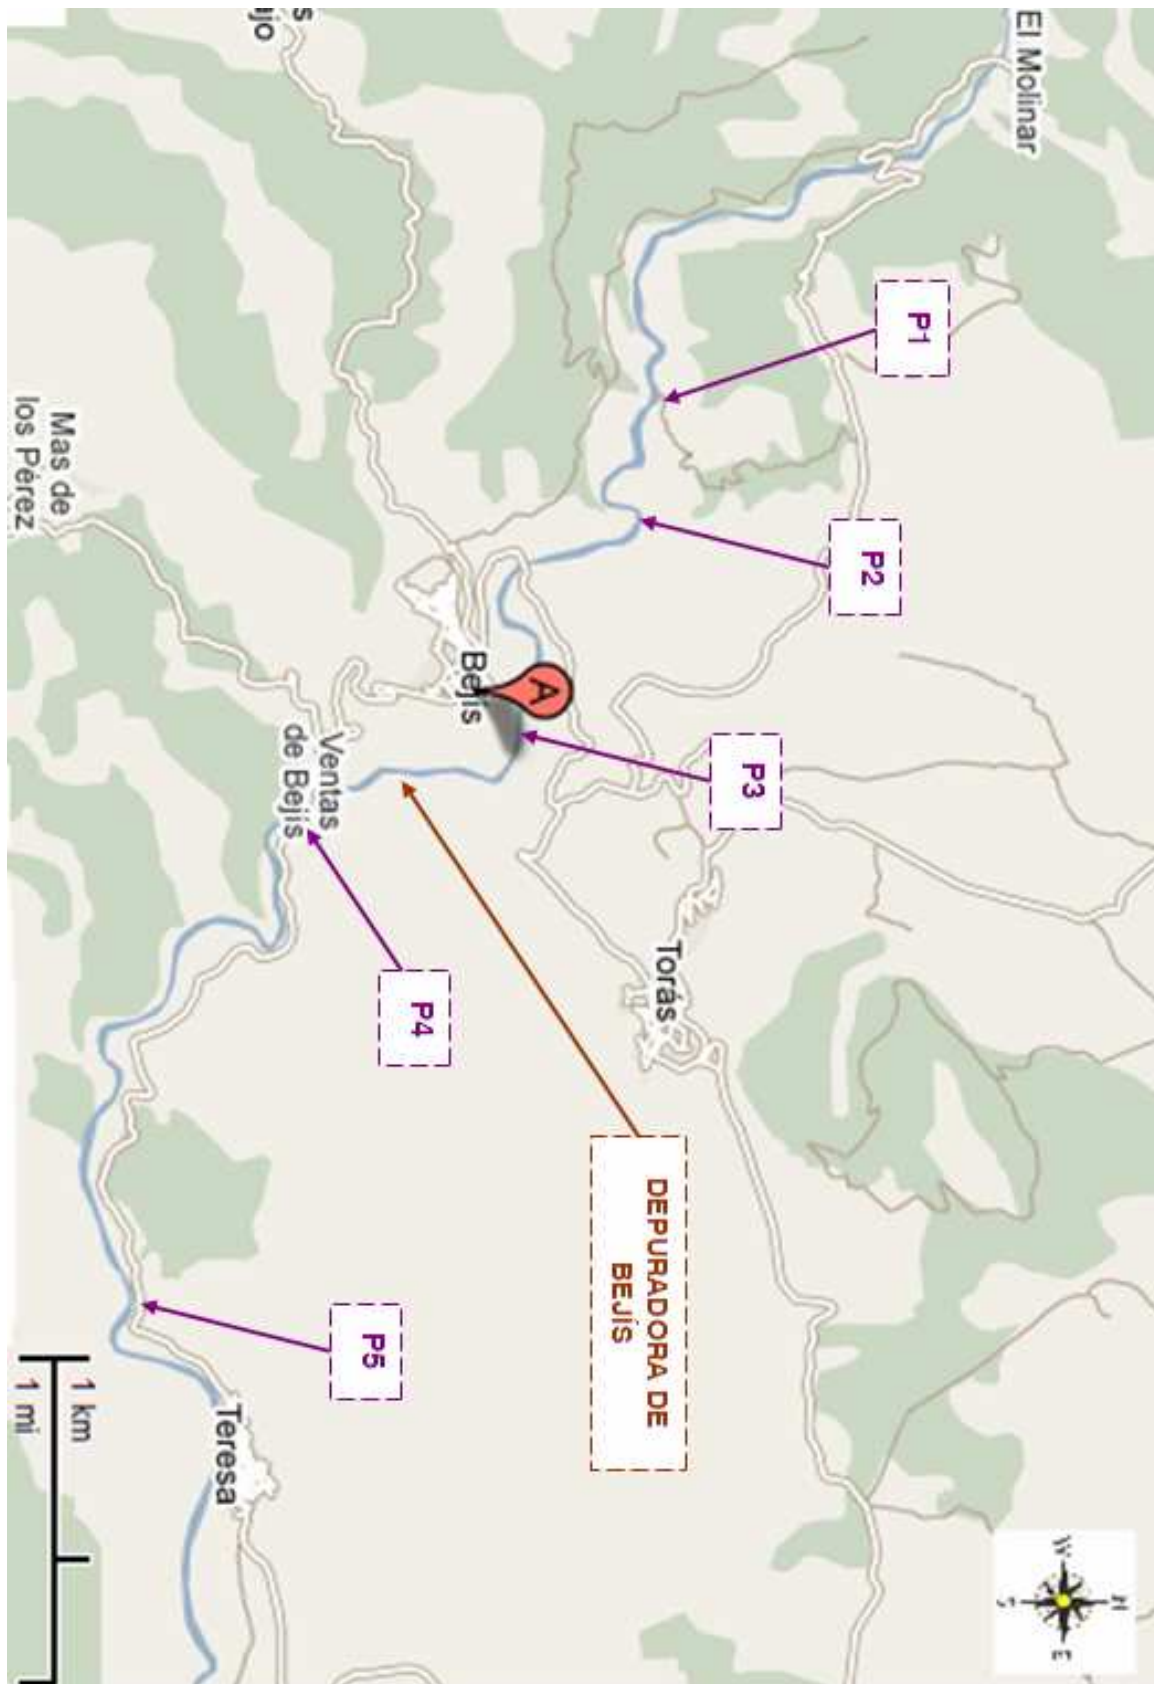 El Molinar
P1
P2
P3
A
Bejís
Torás
Ventas
de Bejís
Mas de
los Pérez
P4
DEPURADORA DE
BEJÍS
P5
Teresa
1 km
1 mi
N
W
E
S